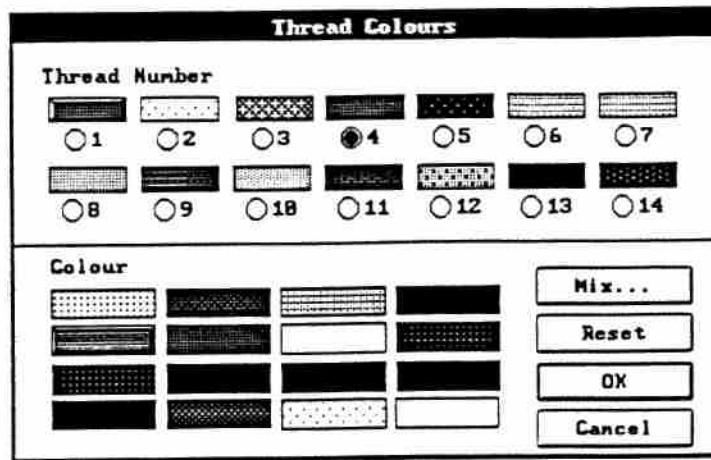 Thread Colours
Thread Number
1 2 3 4 5 6 7
8 9 10 11 12 13 14
Colour
Mix...
Reset
OK
Cancel